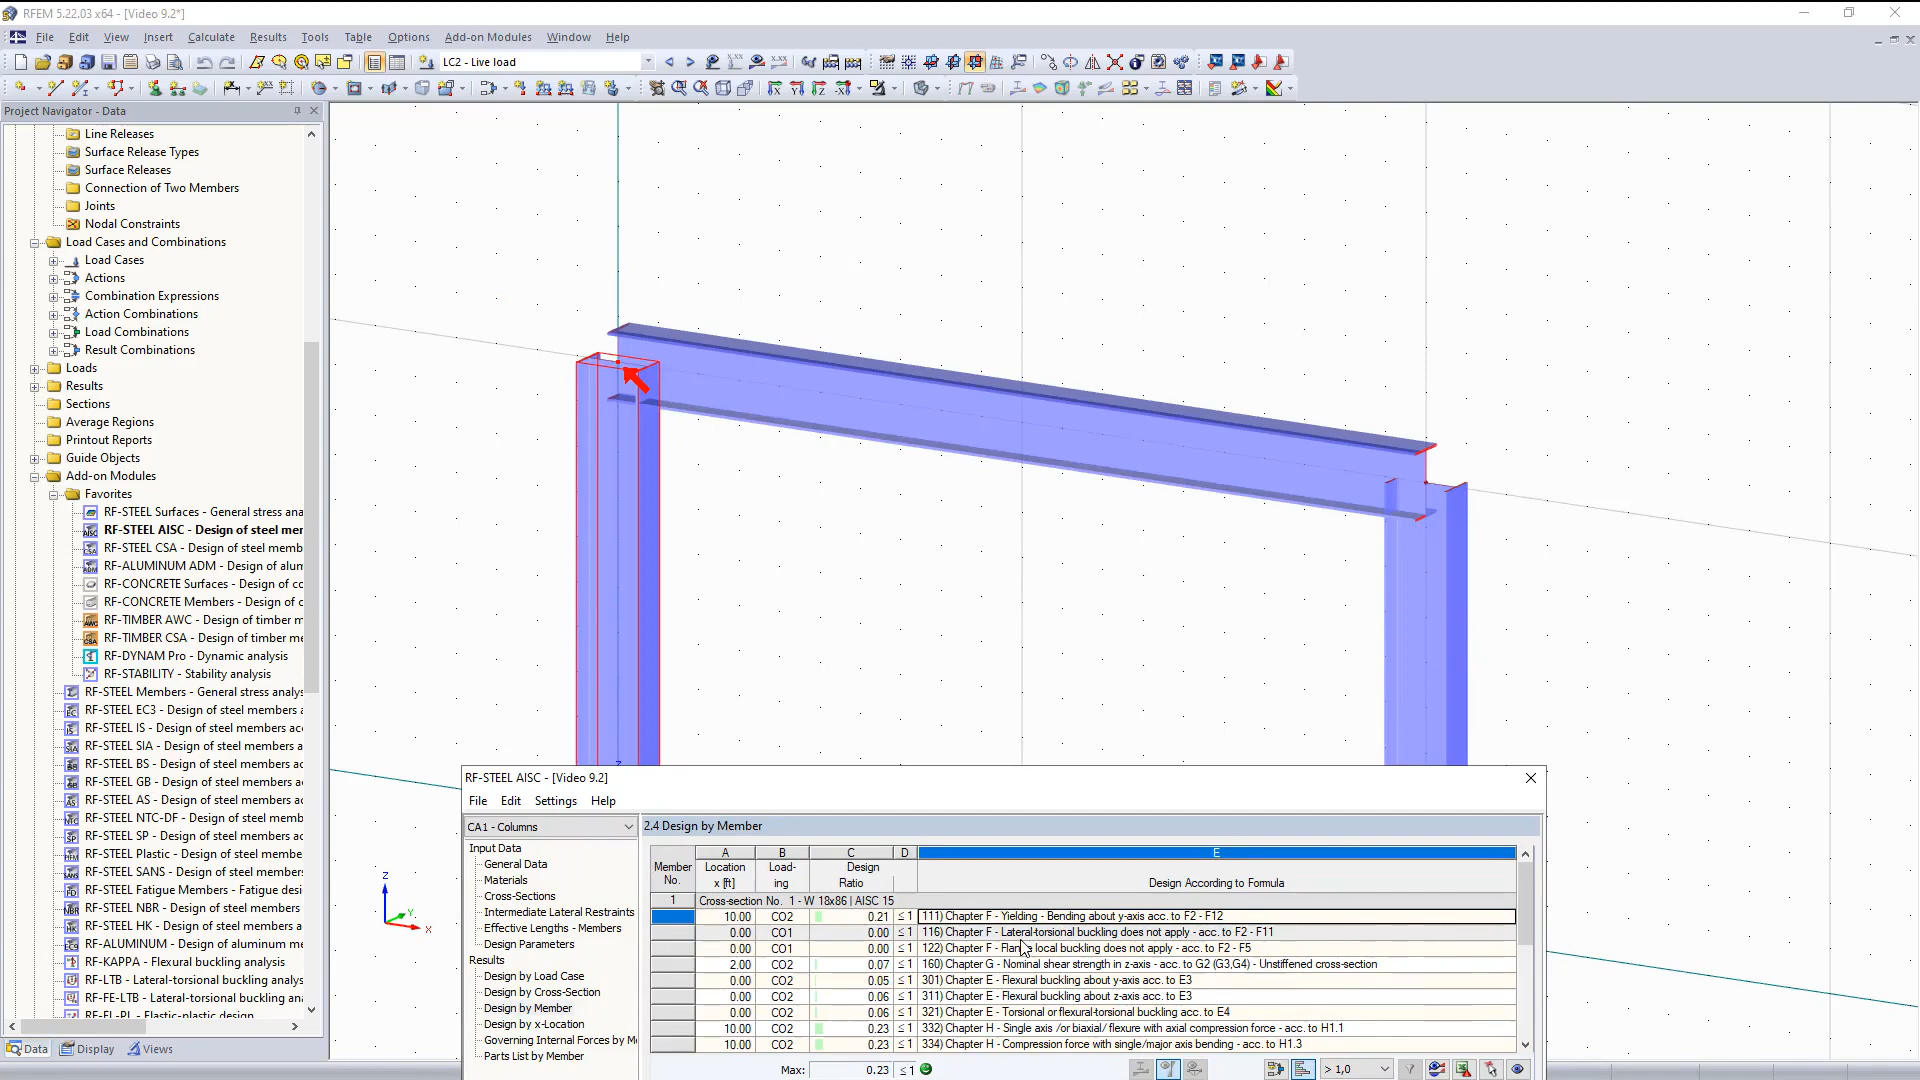 RFEM 5.22.03 x64 - [Video 9.2*]
File Edit View Insert Calculate Results Tools Table Options Add-on Modules Window Help
LC2 - Live load
Project Navigator - Data
Line Releases
Surface Release Types
Surface Releases
Connection of Two Members
Joints
Nodal Constraints
Load Cases and Combinations
Load Cases
Actions
Combination Expressions
Action Combinations
Load Combinations
Result Combinations
Loads
Results
Sections
Average Regions
Printout Reports
Guide Objects
Add-on Modules
Favorites
RF-STEEL Surfaces - General stress ana
RF-STEEL AISC - Design of steel mer
RF-STEEL CSA - Design of steel memb
RF-ALUMINUM ADM - Design of alun
RF-CONCRETE Surfaces - Design of cc
RF-CONCRETE Members - Design of c
RF-TIMBER AWC - Design of timber m
RF-TIMBER CSA - Design of timber me
RF-DYNAM Pro - Dynamic analysis
RF-STABILITY - Stability analysis
RF-STEEL Members - General stress analys
RF-STEEL EC3 - Design of steel members a
RF-STEEL IS - Design of steel members acc
RF-STEEL SIA - Design of steel members a
RF-STEEL BS - Design of steel members ac
RF-STEEL GB - Design of steel members ac
RF-STEEL AS - Design of steel members ac
RF-STEEL NTC-DF - Design of steel memb
RF-STEEL SP - Design of steel members ac
RF-STEEL Plastic - Design of steel member
RF-STEEL SANS - Design of steel members
RF-STEEL Fatigue Members - Fatigue desi
RF-STEEL NBR - Design of steel members
RF-STEEL HK - Design of steel members a
RF-ALUMINUM - Design of aluminum me
RF-KAPPA - Flexural buckling analysis
RF-LTB - Lateral-torsional buckling analys
RF-FE-LTB - Lateral-torsional buckling ana
RF-EL-PL - Elastic-plastic design
Data Display Views
Z
Y
X
z
RF-STEEL AISC - [Video 9.2]
File Edit Settings Help
CA1 - Columns
Input Data
General Data
Materials
Cross-Sections
Intermediate Lateral Restraints
Effective Lengths - Members
Design Parameters
Results
Design by Load Case
Design by Cross-Section
Design by Member
Design by x-Location
Governing Internal Forces by M
Parts List by Member
2.4 Design by Member
A B C D E
Member Location Load- Design
No. x [ft] ing Ratio Design According to Formula
1 Cross-section No. 1 - W 18x86 | AISC 15
10.00 CO2 0.21 ≤ 1 111) Chapter F - Yielding - Bending about y-axis acc. to F2 - F12
0.00 CO1 0.00 ≤ 1 116) Chapter F - Lateral-torsional buckling does not apply - acc. to F2 - F11
0.00 CO1 0.00 ≤ 1 122) Chapter F - Flange local buckling does not apply - acc. to F2 - F5
2.00 CO2 0.07 ≤ 1 160) Chapter G - Nominal shear strength in z-axis - acc. to G2 (G3,G4) - Unstiffened cross-section
0.00 CO2 0.05 ≤ 1 301) Chapter E - Flexural buckling about y-axis acc. to E3
0.00 CO2 0.06 ≤ 1 311) Chapter E - Flexural buckling about z-axis acc. to E3
0.00 CO2 0.06 ≤ 1 321) Chapter E - Torsional or flexural-torsional buckling acc. to E4
10.00 CO2 0.23 ≤ 1 332) Chapter H - Single axis /or biaxial/ flexure with axial compression force - acc. to H1.1
10.00 CO2 0.23 ≤ 1 334) Chapter H - Compression force with single/major axis bending - acc. to H1.3
Max: 0.23 ≤ 1 > 1,0